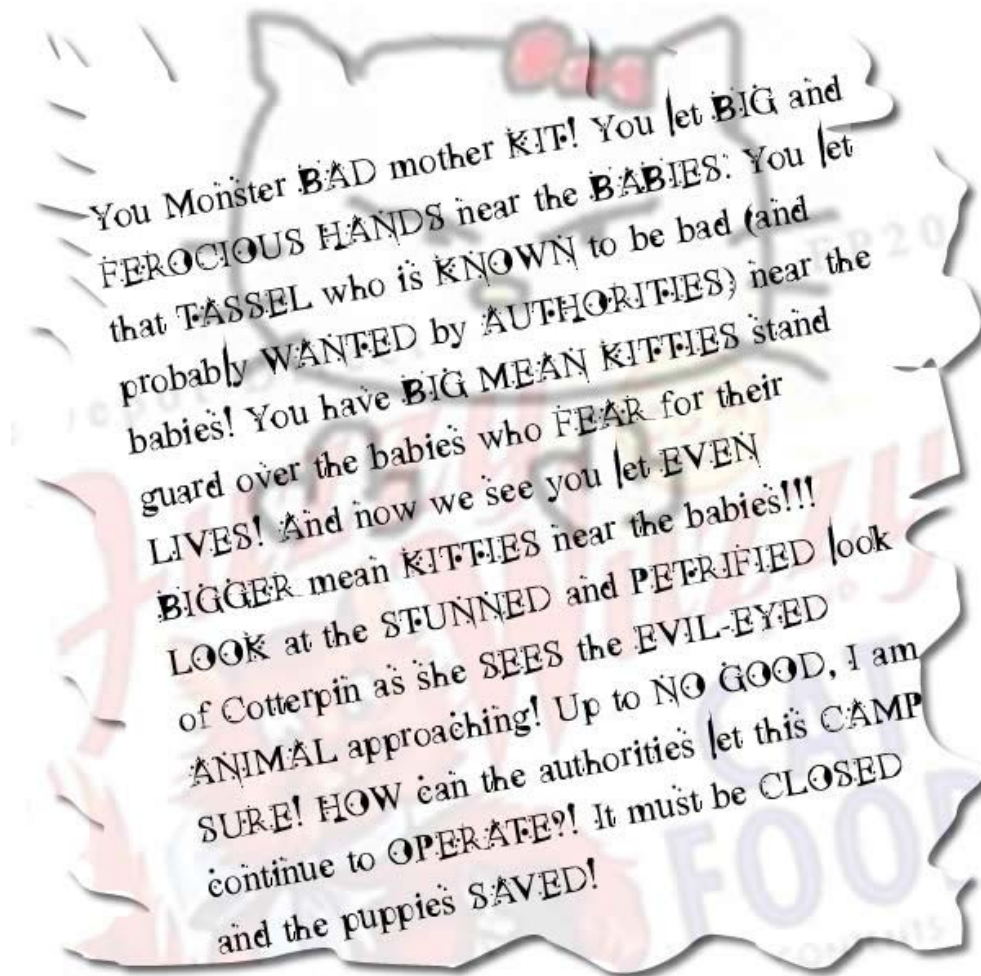 You Monster BAD mother KIT! You let BIG and
FEROCIOUS HANDS near the BABIES. You let
that TASSEL who is KNOWN to be bad (and
probably WANTED by AUTHORITIES) near the
babies! You have BIG MEAN KITTIES stand
guard over the babies who FEAR for their
LIVES! And now we see you let EVEN
BIGGER mean KITTIES near the babies!!!
LOOK at the STUNNED and PETRIFIED look
of Cotterpin as she SEES the EVIL-EYED
ANIMAL approaching! Up to NO GOOD, I am
SURE! HOW can the authorities let this CAMP
continue to OPERATE?! It must be CLOSED
and the puppies SAVED!
CAT
FOOD